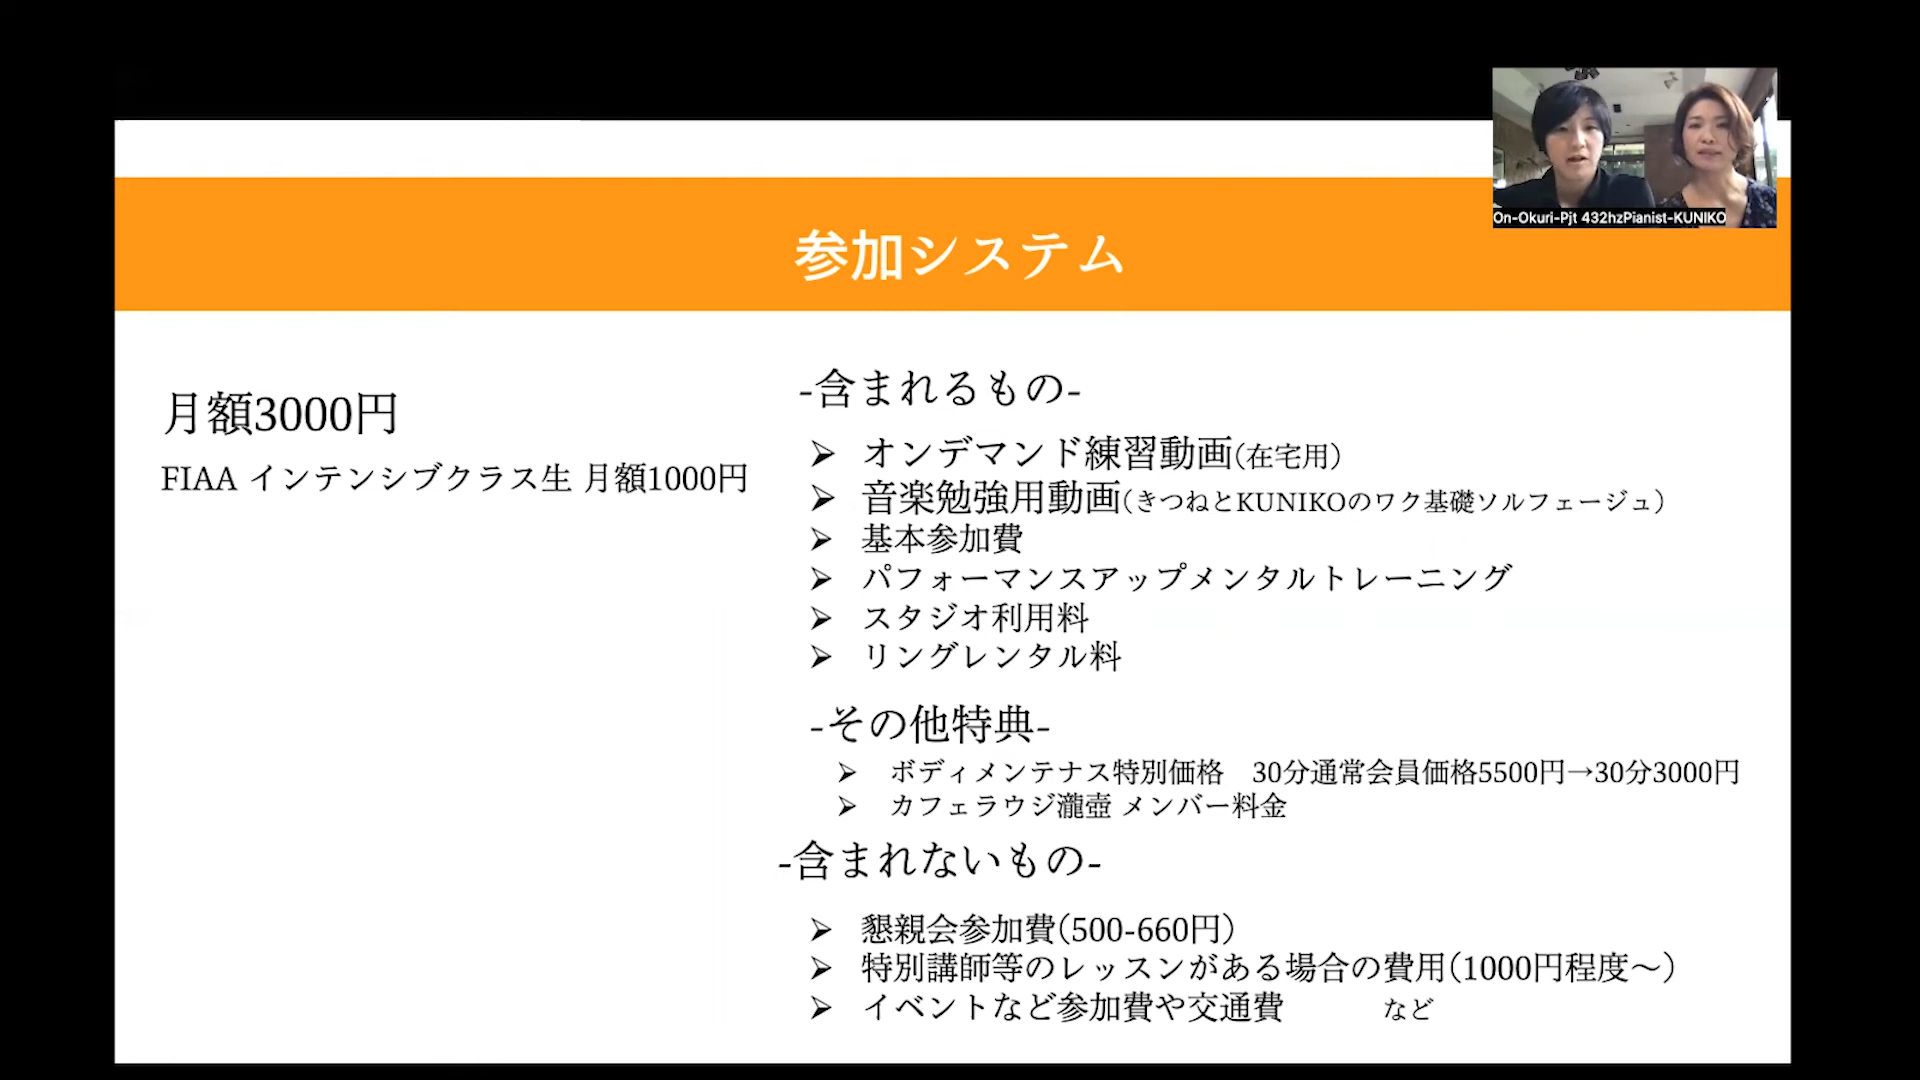 On-Okuri-Pjt 432hzPianist-KUNIKO
参加システム
月額3000円
FIAA インテンシブクラス生 月額1000円
-含まれるもの-
➢ オンデマンド練習動画(在宅用)
➢ 音楽勉強用動画(きつねとKUNIKOのワク基礎ソルフェージュ)
➢ 基本参加費
➢ パフォーマンスアップメンタルトレーニング
➢ スタジオ利用料
➢ リングレンタル料
-その他特典-
➢ ボディメンテナス特別価格　30分通常会員価格5500円→30分3000円
➢ カフェラウジ瀧壺 メンバー料金
-含まれないもの-
➢ 懇親会参加費(500-660円)
➢ 特別講師等のレッスンがある場合の費用(1000円程度～)
➢ イベントなど参加費や交通費　　　など